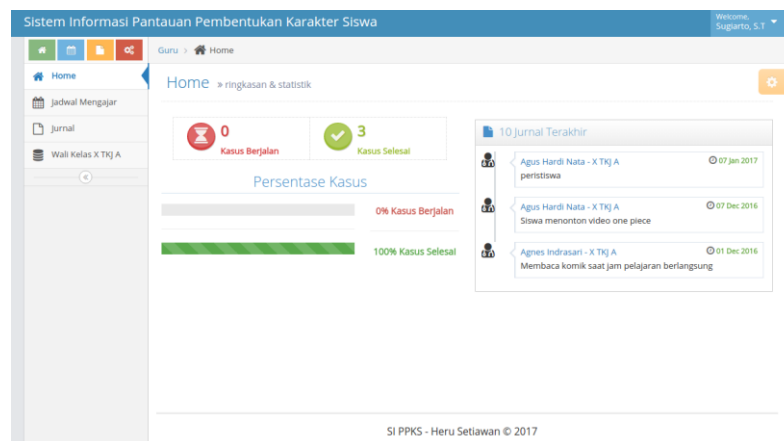 Sistem Informasi Pantauan Pembentukan Karakter Siswa
Welcome,
Sugiarto, S.T
Guru > Home
Home
Jadwal Mengajar
Jurnal
Wali Kelas X TKJ A
Home » ringkasan & statistik
0
Kasus Berjalan
3
Kasus Selesai
Persentase Kasus
0% Kasus Berjalan
100% Kasus Selesai
10 Jurnal Terakhir
Agus Hardi Nata - X TKJ A 07 Jan 2017
peristiswa
Agus Hardi Nata - X TKJ A 07 Dec 2016
Siswa menonton video one piece
Agnes Indrasari - X TKJ A 01 Dec 2016
Membaca komik saat jam pelajaran berlangsung
SI PPKS - Heru Setiawan © 2017